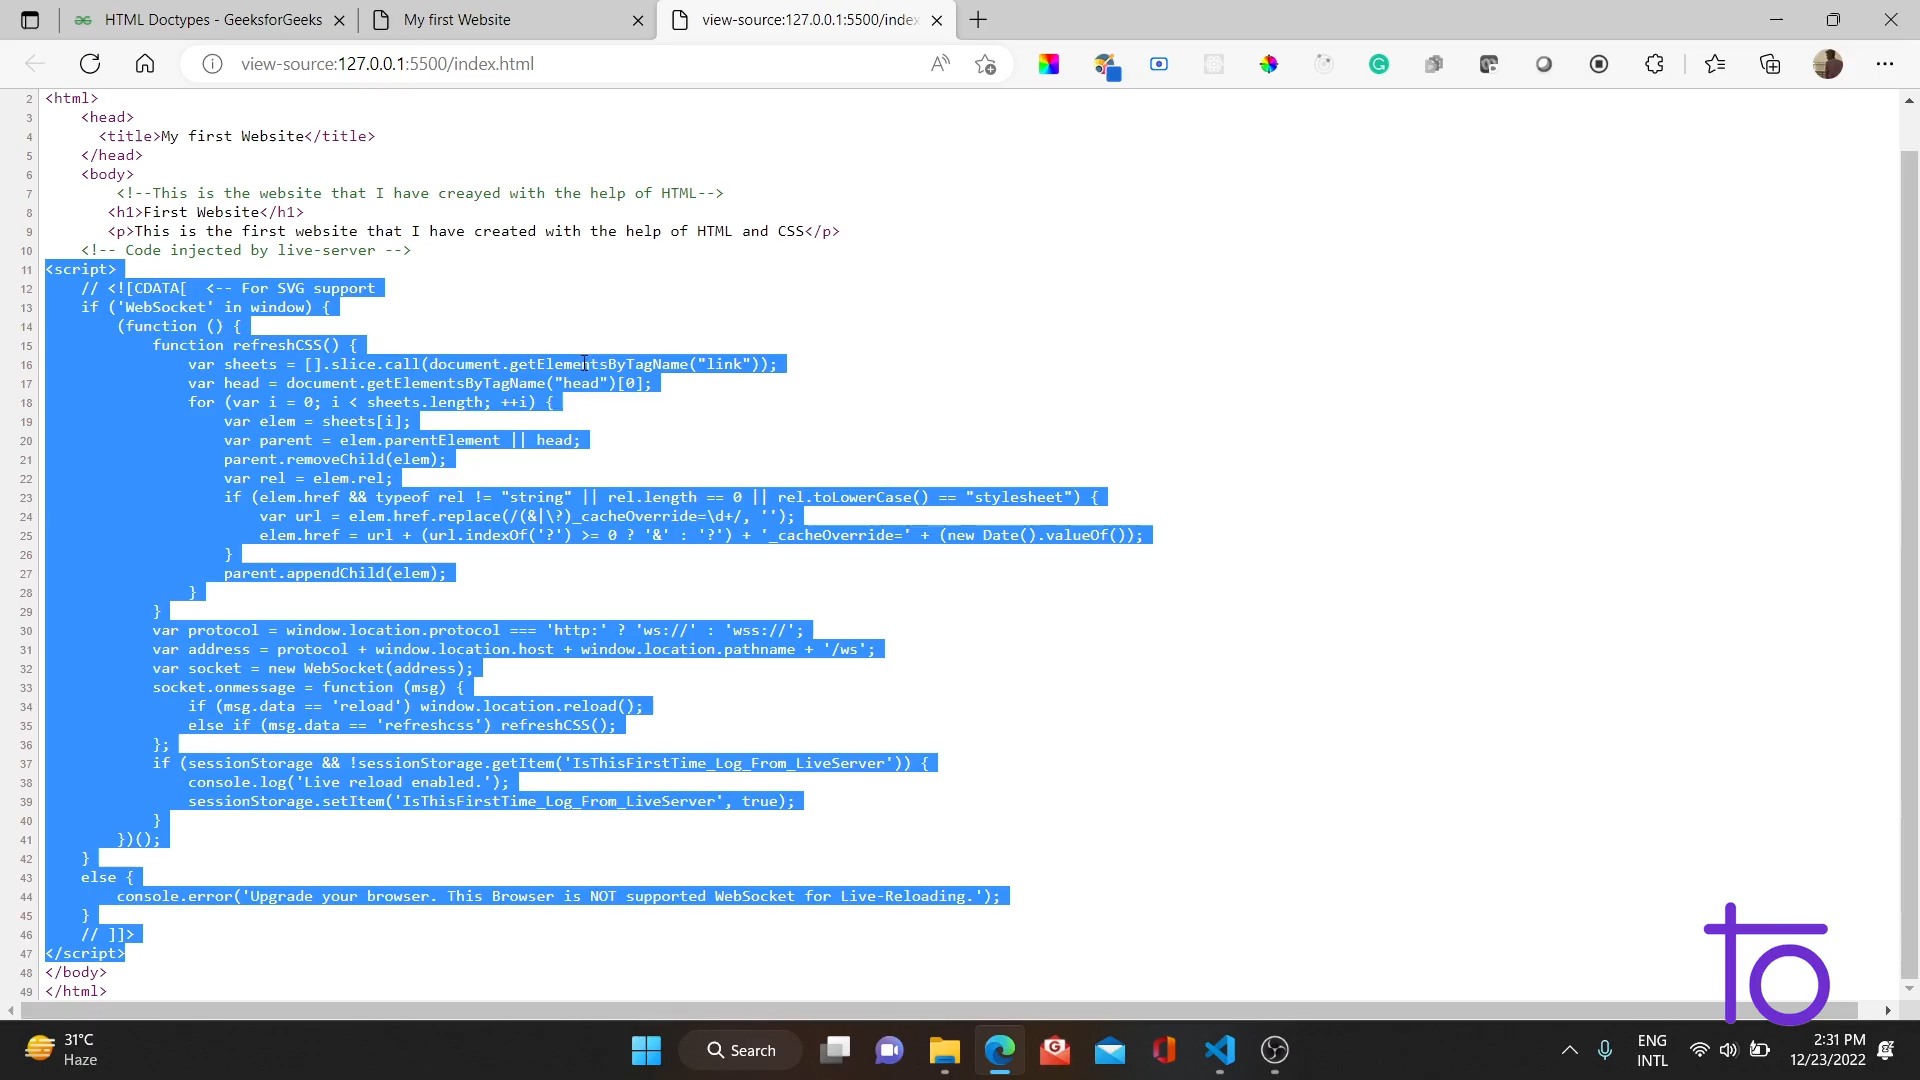 HTML Doctypes - GeeksforGeeks
My first Website
view-source:127.0.0.1:5500/index
view-source:127.0.0.1:5500/index.html
2 <html>
3 <head>
4 <title>My first Website</title>
5 </head>
6 <body>
7 <!--This is the website that I have creayed with the help of HTML-->
8 <h1>First Website</h1>
9 <p>This is the first website that I have created with the help of HTML and CSS</p>
10 <!-- Code injected by live-server -->
11 <script>
12 // <![CDATA[  <-- For SVG support
13 if ('WebSocket' in window) {
14 (function () {
15 function refreshCSS() {
16 var sheets = [].slice.call(document.getElementsByTagName("link"));
17 var head = document.getElementsByTagName("head")[0];
18 for (var i = 0; i < sheets.length; ++i) {
19 var elem = sheets[i];
20 var parent = elem.parentElement || head;
21 parent.removeChild(elem);
22 var rel = elem.rel;
23 if (elem.href && typeof rel != "string" || rel.length == 0 || rel.toLowerCase() == "stylesheet") {
24 var url = elem.href.replace(/(&|\?)_cacheOverride=\d+/, '');
25 elem.href = url + (url.indexOf('?') >= 0 ? '&' : '?') + '_cacheOverride=' + (new Date().valueOf());
26 }
27 parent.appendChild(elem);
28 }
29 }
30 var protocol = window.location.protocol === 'http:' ? 'ws://' : 'wss://';
31 var address = protocol + window.location.host + window.location.pathname + '/ws';
32 var socket = new WebSocket(address);
33 socket.onmessage = function (msg) {
34 if (msg.data == 'reload') window.location.reload();
35 else if (msg.data == 'refreshcss') refreshCSS();
36 };
37 if (sessionStorage && !sessionStorage.getItem('IsThisFirstTime_Log_From_LiveServer')) {
38 console.log('Live reload enabled.');
39 sessionStorage.setItem('IsThisFirstTime_Log_From_LiveServer', true);
40 }
41 })();
42 }
43 else {
44 console.error('Upgrade your browser. This Browser is NOT supported WebSocket for Live-Reloading.');
45 }
46 // ]]>
47 </script>
48 </body>
49 </html>
to
31°C
Haze
Search
ENG
INTL
2:31 PM
12/23/2022